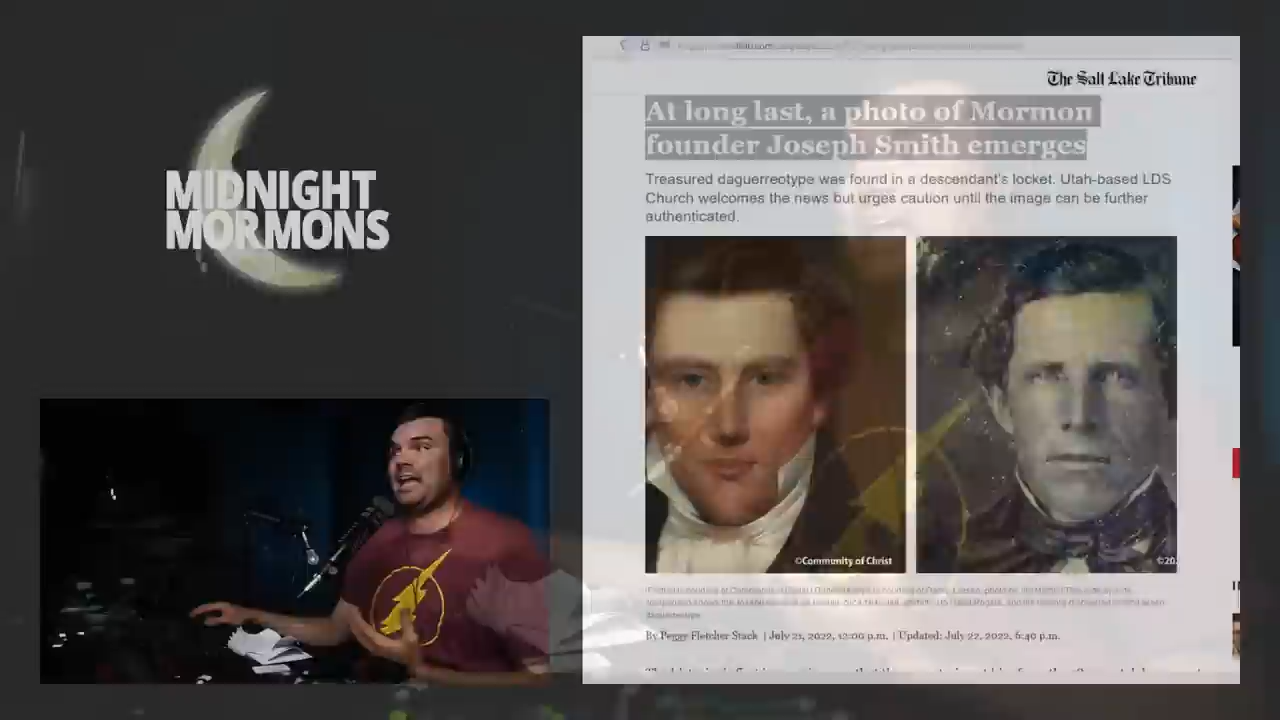 MIDNIGHT
MORMONS
The Salt Lake Tribune
At long last, a photo of Mormon
founder Joseph Smith emerges
Treasured daguerreotype was found in a descendant's locket. Utah-based LDS
Church welcomes the news but urges caution until the image can be further
authenticated.
©Community of Christ
©20
By Peggy Fletcher Stack | July 21, 2022, 12:00 p.m. | Updated: July 22, 2022, 6:40 p.m.